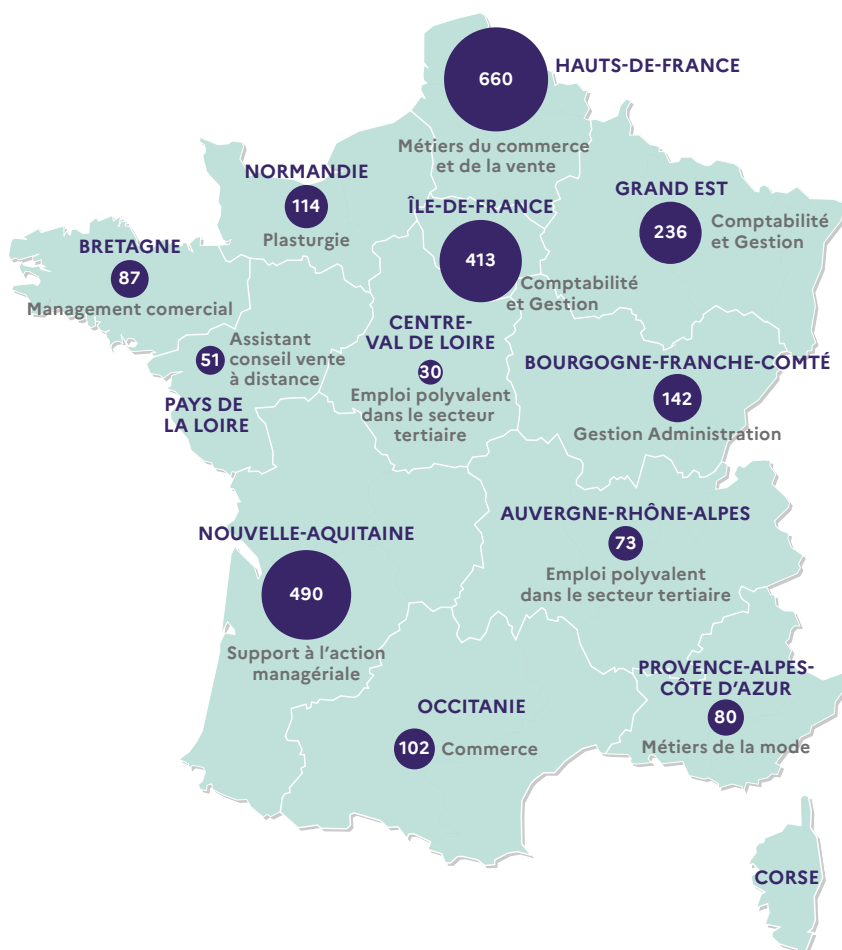 HAUTS-DE-FRANCE
660
Métiers du commerce
et de la vente
NORMANDIE
114
Plasturgie
ÎLE-DE-FRANCE
413
Comptabilité
et Gestion
GRAND EST
236
Comptabilité
et Gestion
BRETAGNE
87
Management comercial
51
Assistant
conseil vente
à distance
PAYS DE
LA LOIRE
CENTRE-
VAL DE LOIRE
30
Emploi polyvalent
dans le secteur
tertiaire
BOURGOGNE-FRANCHE-COMTÉ
142
Gestion Administration
NOUVELLE-AQUITAINE
490
Support à l’action
managériale
AUVERGNE-RHÔNE-ALPES
73
Emploi polyvalent
dans le secteur tertiaire
OCCITANIE
102
Commerce
PROVENCE-ALPES-
CÔTE D’AZUR
80
Métiers de la mode
CORSE